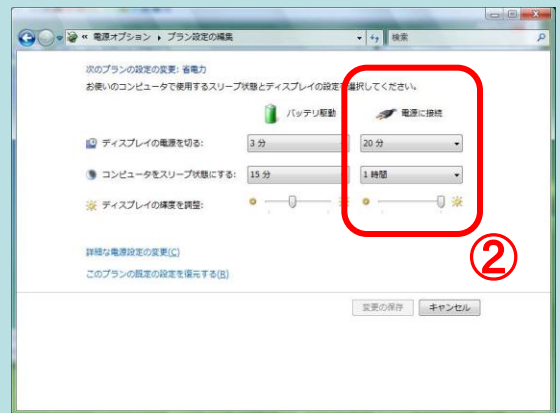 « 電源オプション ▸ プラン設定の編集
検索
次のプランの設定の変更: 省電力
お使いのコンピュータで使用するスリープ状態とディスプレイの設定を選択してください。
バッテリ駆動 電源に接続
ディスプレイの電源を切る: 3 分 20 分
コンピュータをスリープ状態にする: 15 分 1 時間
ディスプレイの輝度を調整:
②
詳細な電源設定の変更(C)
このプランの既定の設定を復元する(R)
変更の保存 キャンセル